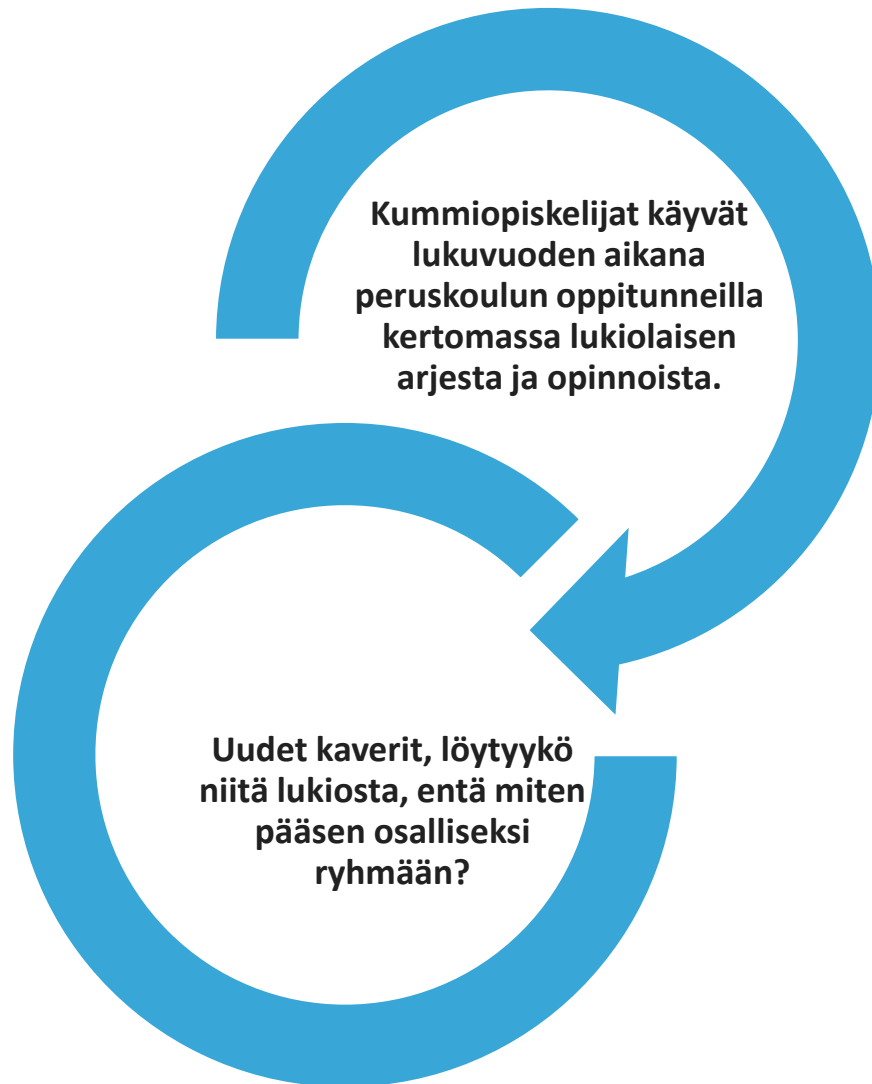 Kummiopiskelijat käyvät
lukuvuoden aikana
peruskoulun oppitunneilla
kertomassa lukiolaisen
arjesta ja opinnoista.
Uudet kaverit, löytyykö
niitä lukiosta, entä miten
pääsen osalliseksi
ryhmään?